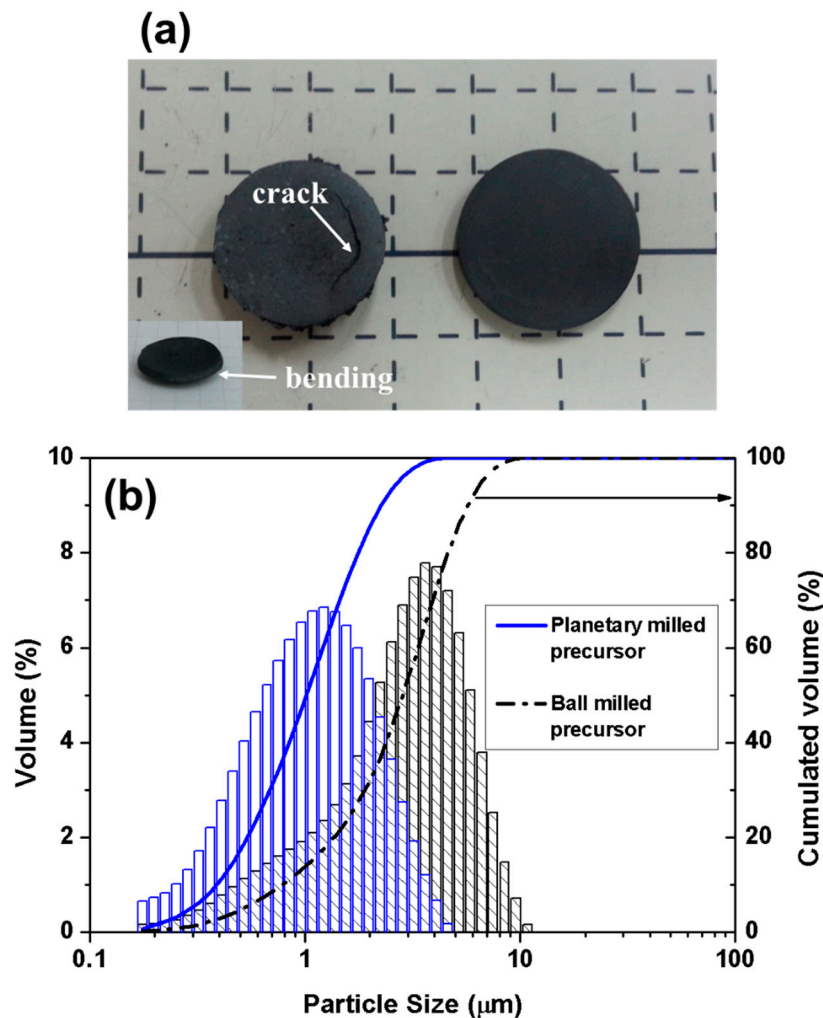 (a)
crack
bending
(b)
10
8
6
4
2
0
Volume (%)
100
80
60
40
20
0
Cumulated volume (%)
Planetary milled
precursor
Ball milled
precursor
0.1
1
10
100
Particle Size (μm)